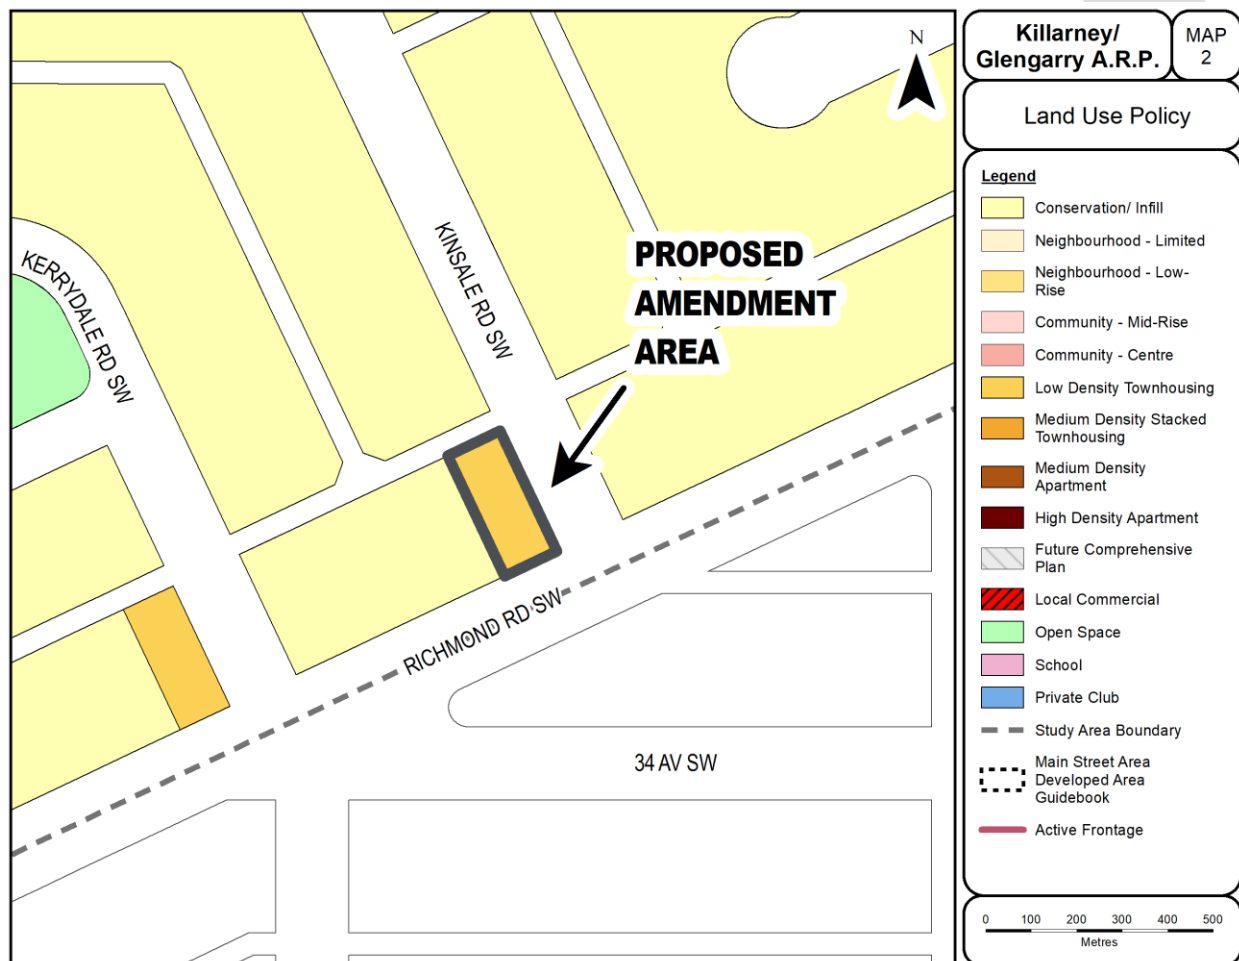 Killarney/
Glengarry A.R.P.
MAP
2
Land Use Policy
Legend
Conservation/ Infill
Neighbourhood - Limited
Neighbourhood - Low-
Rise
Community - Mid-Rise
Community - Centre
Low Density Townhousing
Medium Density Stacked
Townhousing
Medium Density
Apartment
High Density Apartment
Future Comprehensive
Plan
Local Commercial
Open Space
School
Private Club
Study Area Boundary
Main Street Area
Developed Area
Guidebook
Active Frontage
0 100 200 300 400 500
Metres
N
KERRYDALE RD SW
KINSALE RD SW
PROPOSED
AMENDMENT
AREA
RICHMOND RD SW
34 AV SW